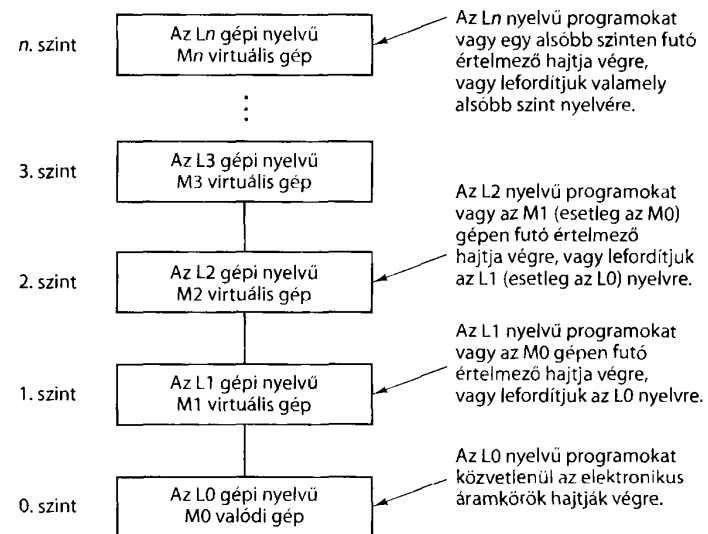 n. szint
Az Ln gépi nyelvű
Mn virtuális gép
Az Ln nyelvű programokat
vagy egy alsóbb szinten futó
értelmező hajtja végre,
vagy lefordítjuk valamely
alsóbb szint nyelvére.
3. szint
Az L3 gépi nyelvű
M3 virtuális gép
Az L2 nyelvű programokat
vagy az M1 (esetleg az M0)
gépen futó értelmező
hajtja végre, vagy lefordítjuk
az L1 (esetleg az L0) nyelvre.
2. szint
Az L2 gépi nyelvű
M2 virtuális gép
Az L1 nyelvű programokat
vagy az M0 gépen futó
értelmező hajtja végre,
vagy lefordítjuk az L0 nyelvre.
1. szint
Az L1 gépi nyelvű
M1 virtuális gép
Az L0 nyelvű programokat
közvetlenül az elektronikus
áramkörök hajtják végre.
0. szint
Az L0 gépi nyelvű
M0 valódi gép